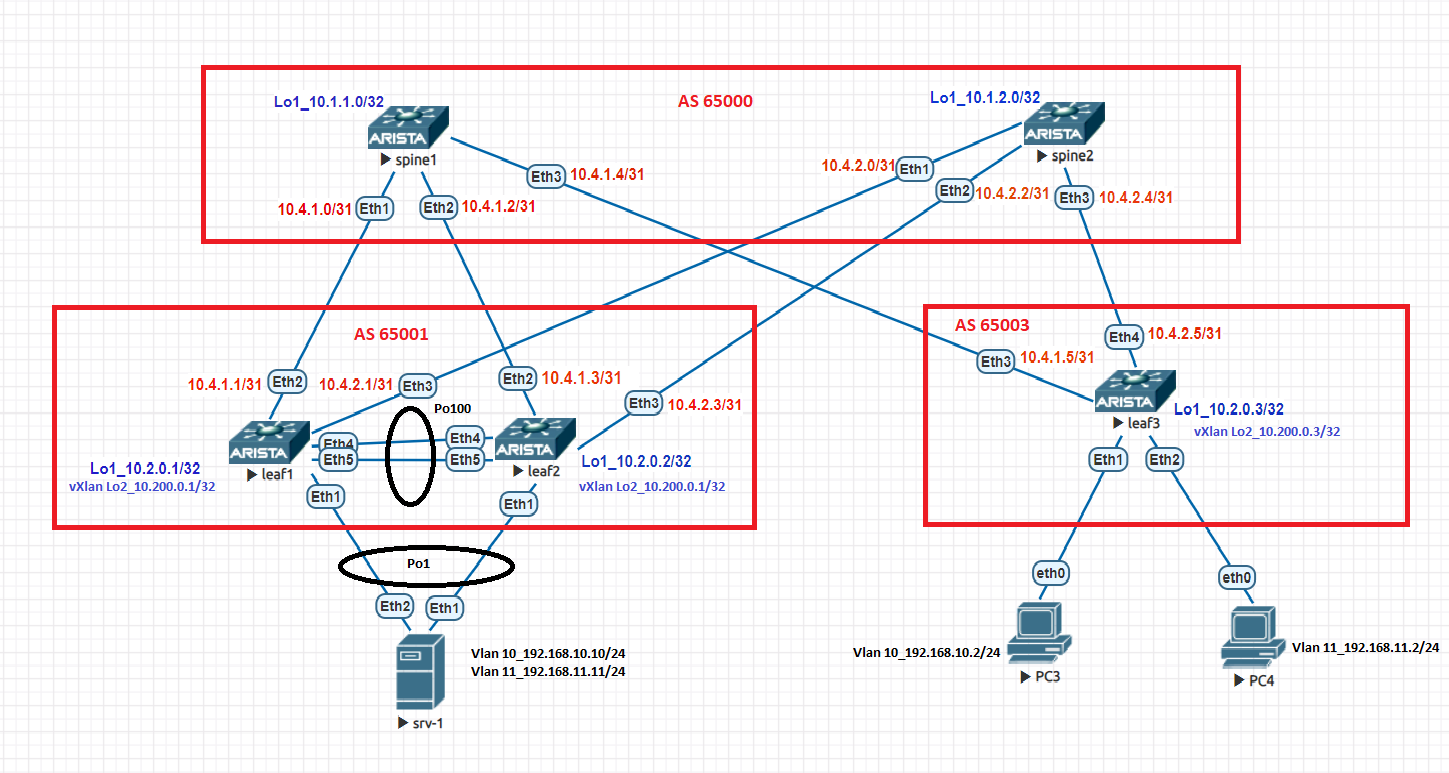 Lo1_10.1.1.0/32
AS 65000
Lo1_10.1.2.0/32
ARISTA
spine1
ARISTA
spine2
Eth3
10.4.1.4/31
10.4.2.0/31
Eth1
Eth2
10.4.2.2/31
Eth3
10.4.2.4/31
10.4.1.0/31
Eth1
Eth2
10.4.1.2/31
AS 65001
AS 65003
Eth4
10.4.2.5/31
Eth3
10.4.1.5/31
10.4.1.1/31
Eth2
10.4.2.1/31
Eth3
Eth2
10.4.1.3/31
Eth3
10.4.2.3/31
Po100
ARISTA
leaf1
Eth4
Eth4
Eth5
Eth5
ARISTA
leaf2
ARISTA
leaf3
Lo1_10.2.0.3/32
vXlan Lo2_10.200.0.3/32
Lo1_10.2.0.1/32
vXlan Lo2_10.200.0.1/32
Lo1_10.2.0.2/32
vXlan Lo2_10.200.0.1/32
Eth1
Eth1
Eth1
Eth2
Po1
Eth2
Eth1
eth0
eth0
Vlan 10_192.168.10.10/24
Vlan 11_192.168.11.11/24
srv-1
Vlan 10_192.168.10.2/24
PC3
Vlan 11_192.168.11.2/24
PC4